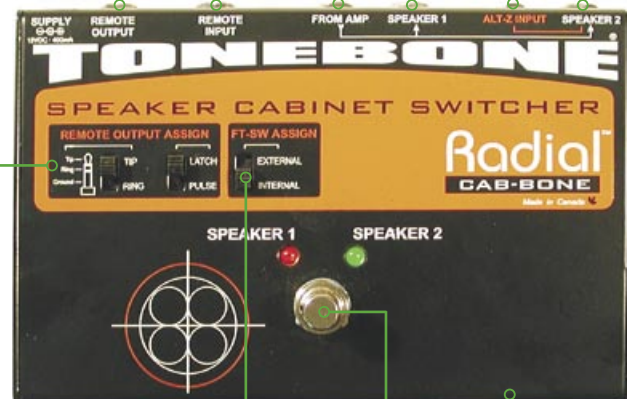 SUPPLY
15VDC 400mA
REMOTE OUTPUT
REMOTE INPUT
FROM AMP
SPEAKER 1
ALT-Z INPUT
SPEAKER 2
TONEBONE®
SPEAKER CABINET SWITCHER
REMOTE OUTPUT ASSIGN
FT-SW ASSIGN
Tip
Ring
Ground
TIP
RING
LATCH
PULSE
EXTERNAL
INTERNAL
Radial™
CAB-BONE
Made in Canada
SPEAKER 1
SPEAKER 2